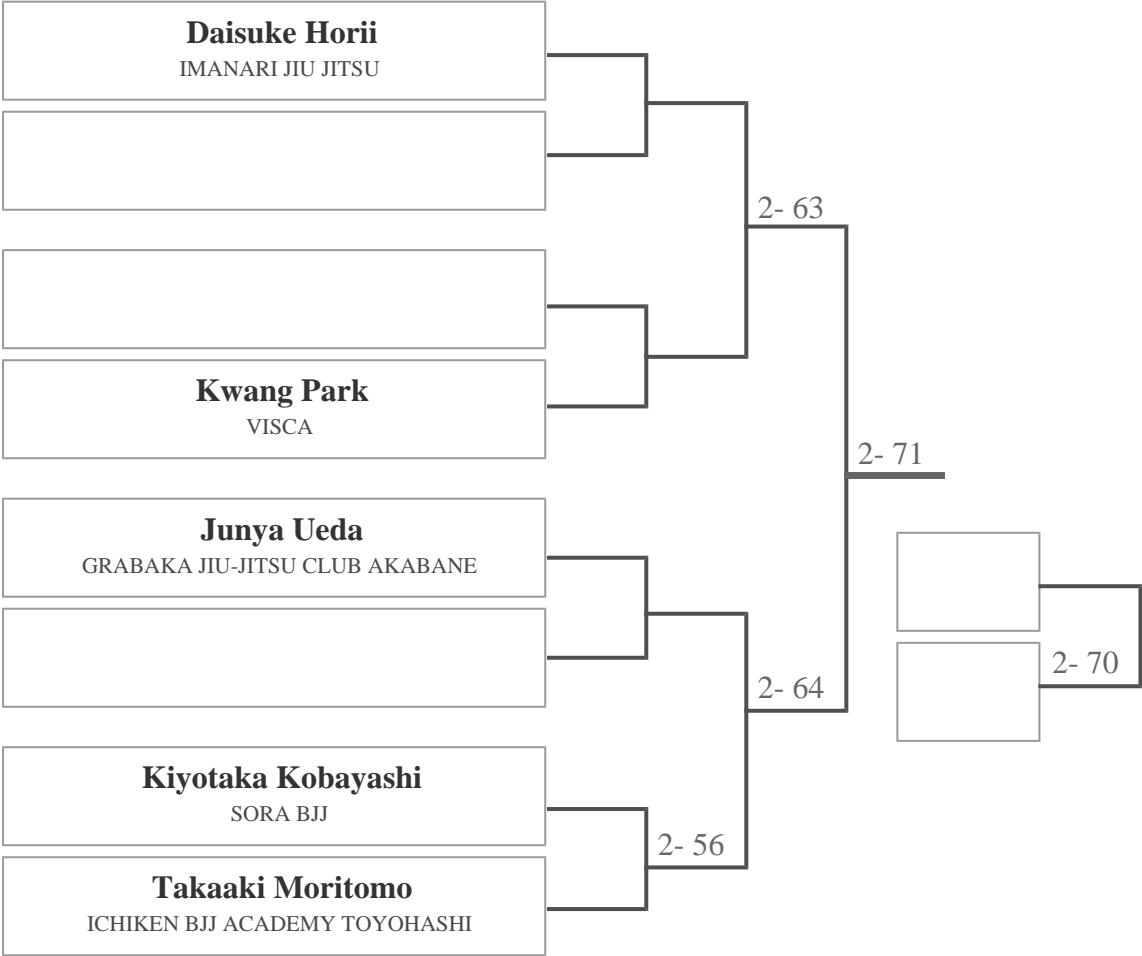 Daisuke Horii
IMANARI JIU JITSU
2- 63
Kwang Park
VISCA
2- 71
Junya Ueda
GRABAKA JIU-JITSU CLUB AKABANE
2- 70
2- 64
Kiyotaka Kobayashi
SORA BJJ
2- 56
Takaaki Moritomo
ICHIKEN BJJ ACADEMY TOYOHASHI